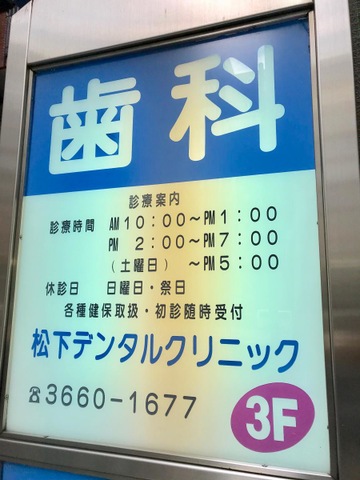 歯科
診療案内
診療時間 AM10:00~PM1:00
PM 2:00~PM7:00
(土曜日) ~PM5:00
休診日 日曜日・祭日
各種健保取扱・初診随時受付
松下デンタルクリニック
☎3660-1677
3F